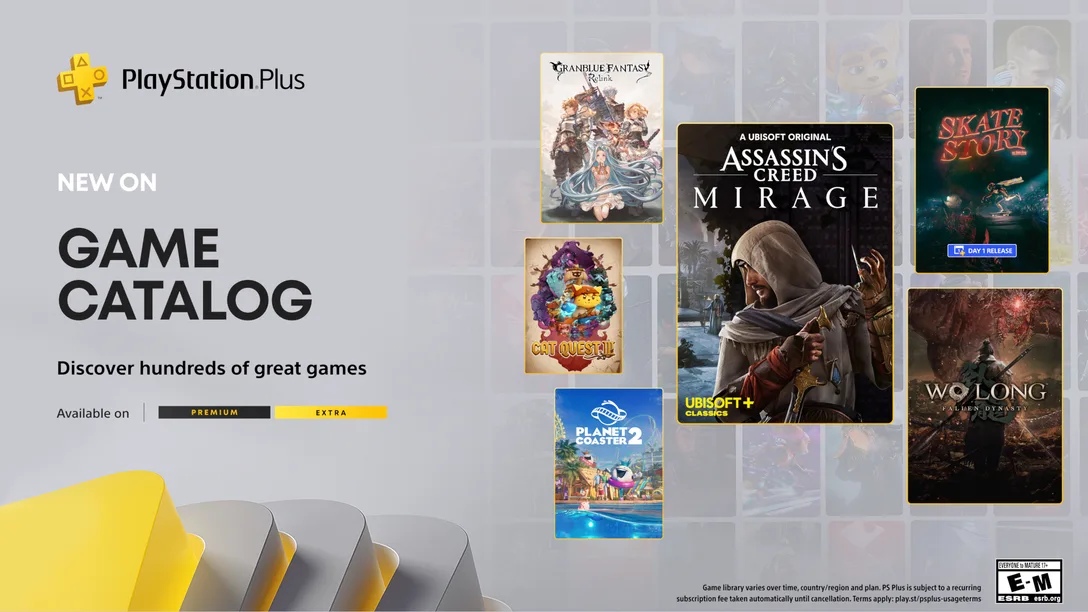 PlayStation Plus
NEW ON
GAME
CATALOG
Discover hundreds of great games
Available on
PREMIUM
EXTRA
GRANBLUE FANTASY
Relink
CAT QUEST III
PLANET
COASTER 2
A UBISOFT ORIGINAL
ASSASSIN'S
CREED
MIRAGE
UBISOFT+
CLASSICS
SKATE
STORY
DAY 1 RELEASE
WO LONG
FALLEN DYNASTY
Game library varies over time, country/region and plan. PS Plus is subject to a recurring
subscription fee taken automatically until cancellation. Terms apply: play.st/psplus-usageterms
EVERYONE to MATURE 17+
E-M
ESRB esrb.org